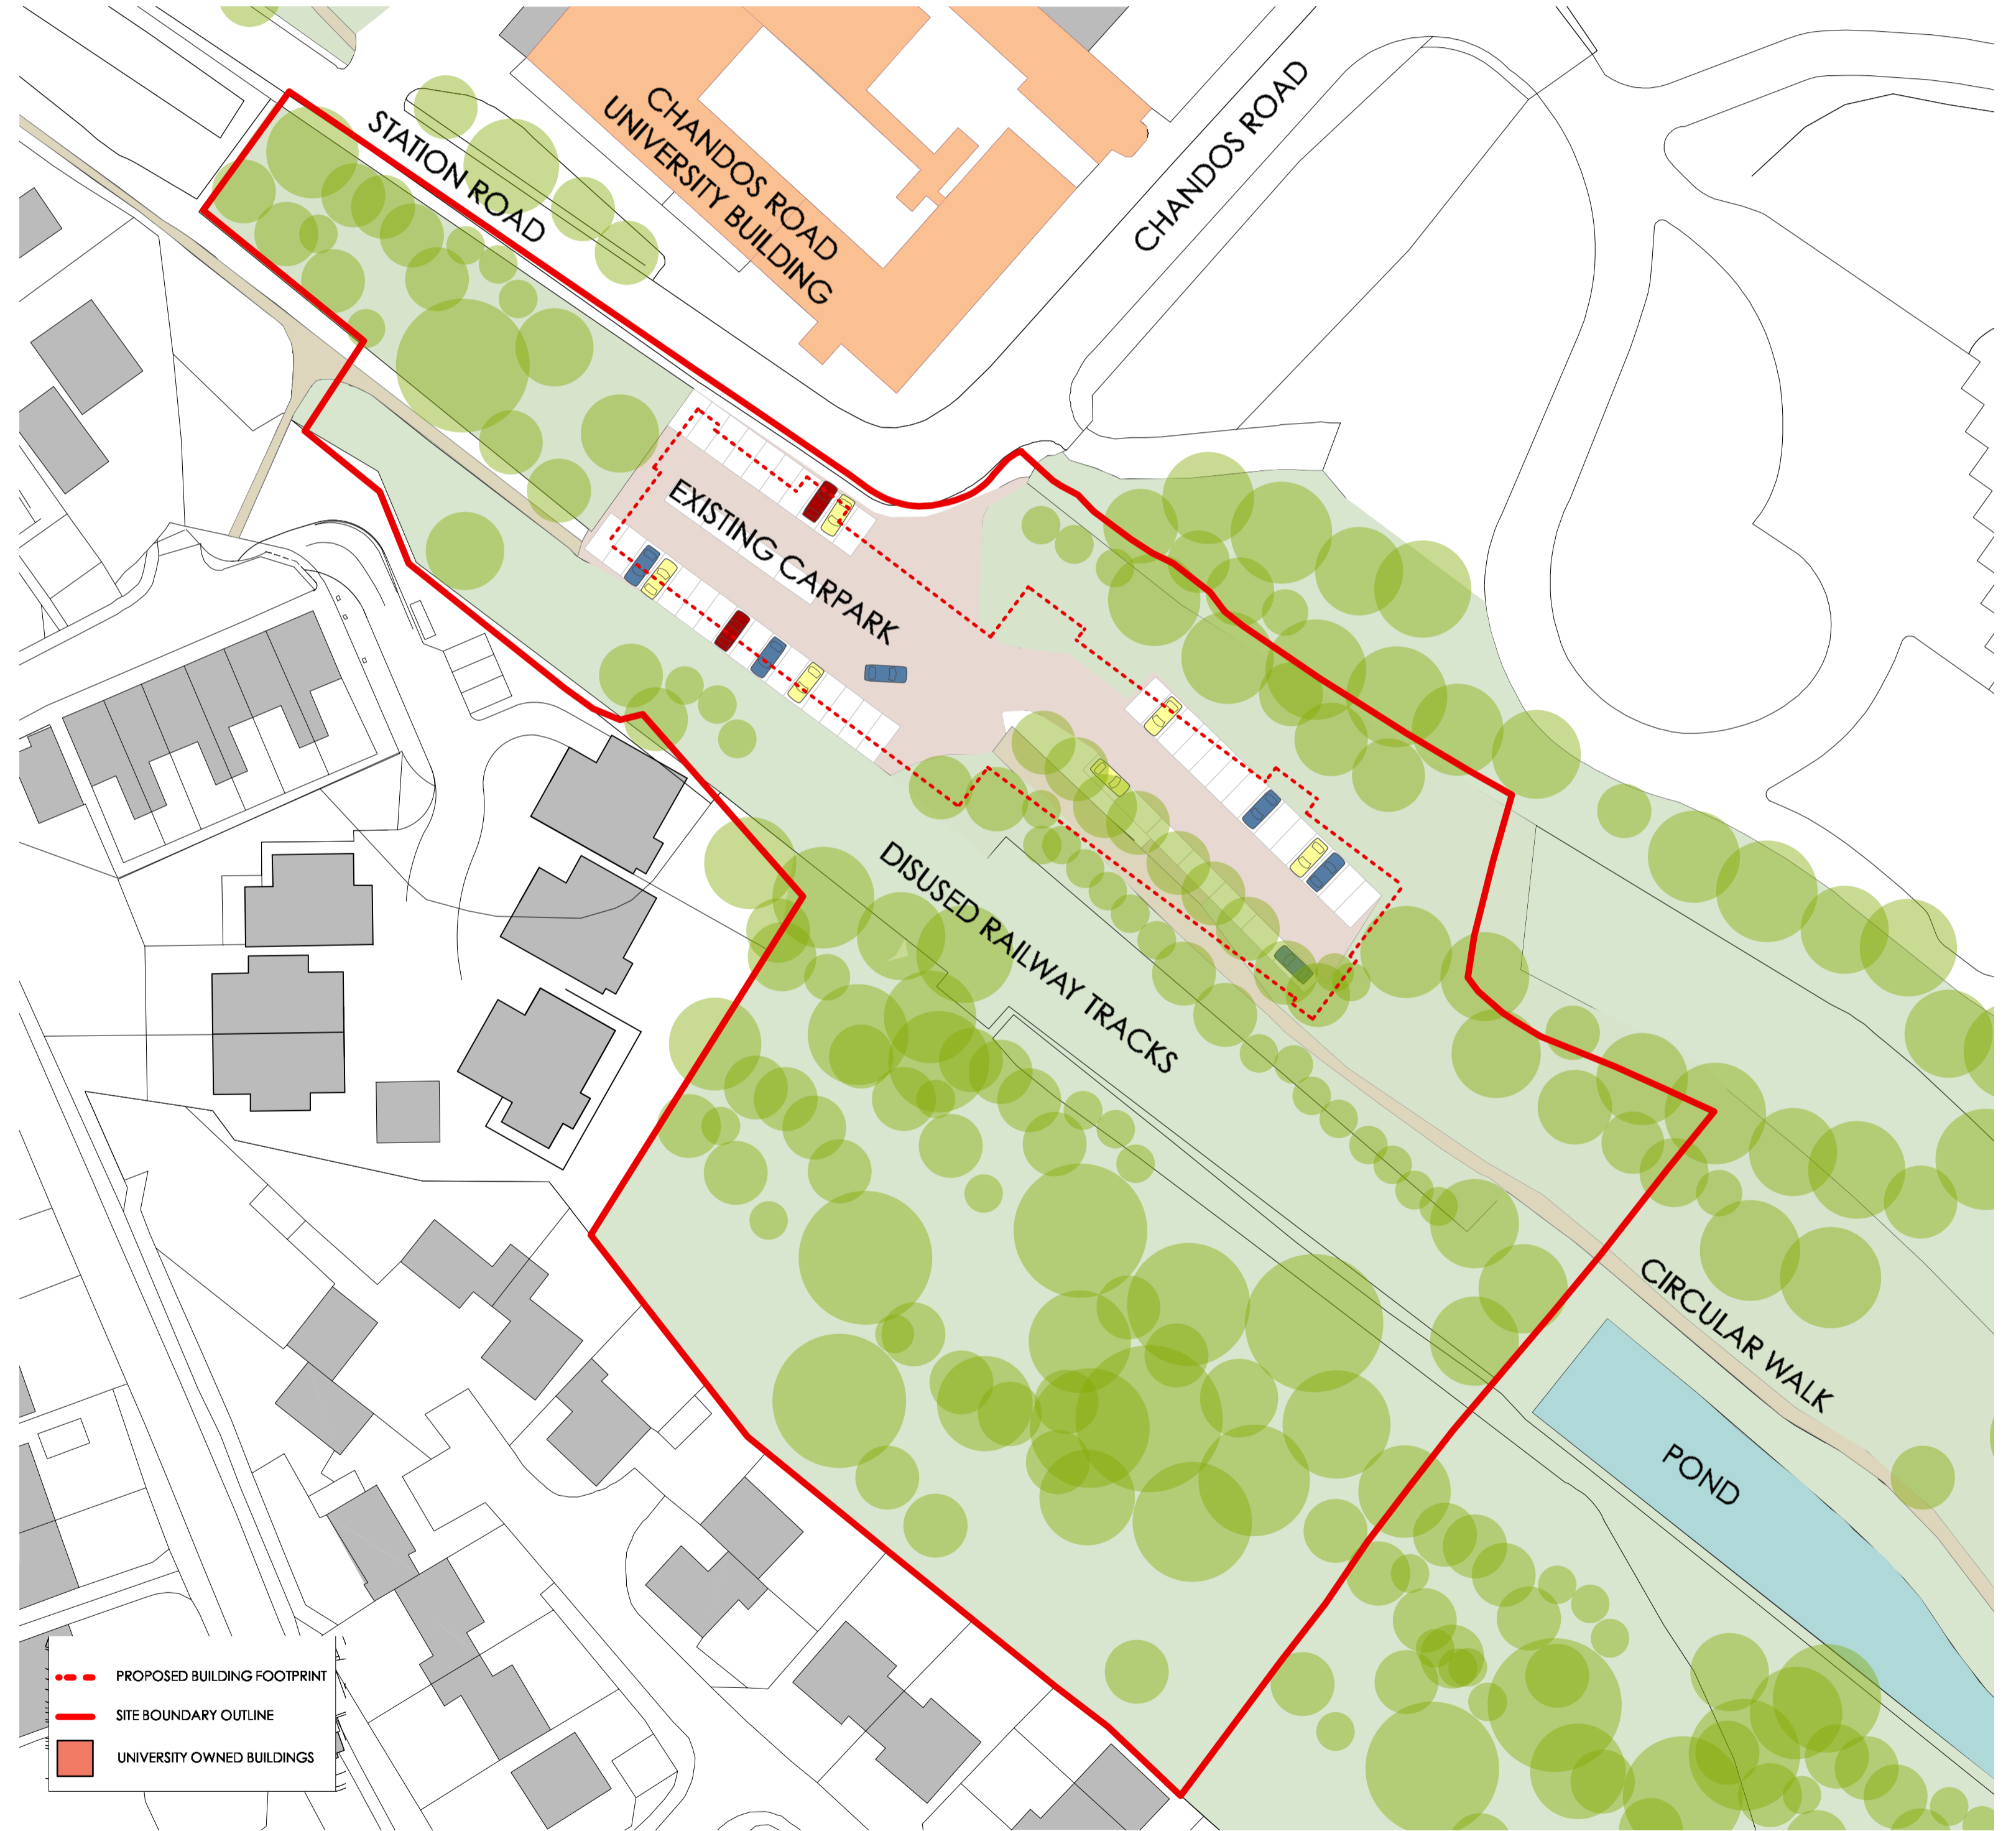 STATION ROAD
CHANDOS ROAD
UNIVERSITY BUILDING
CHANDOS ROAD
EXISTING CARPARK
DISUSED RAILWAY TRACKS
CIRCULAR WALK
POND
PROPOSED BUILDING FOOTPRINT
SITE BOUNDARY OUTLINE
UNIVERSITY OWNED BUILDINGS